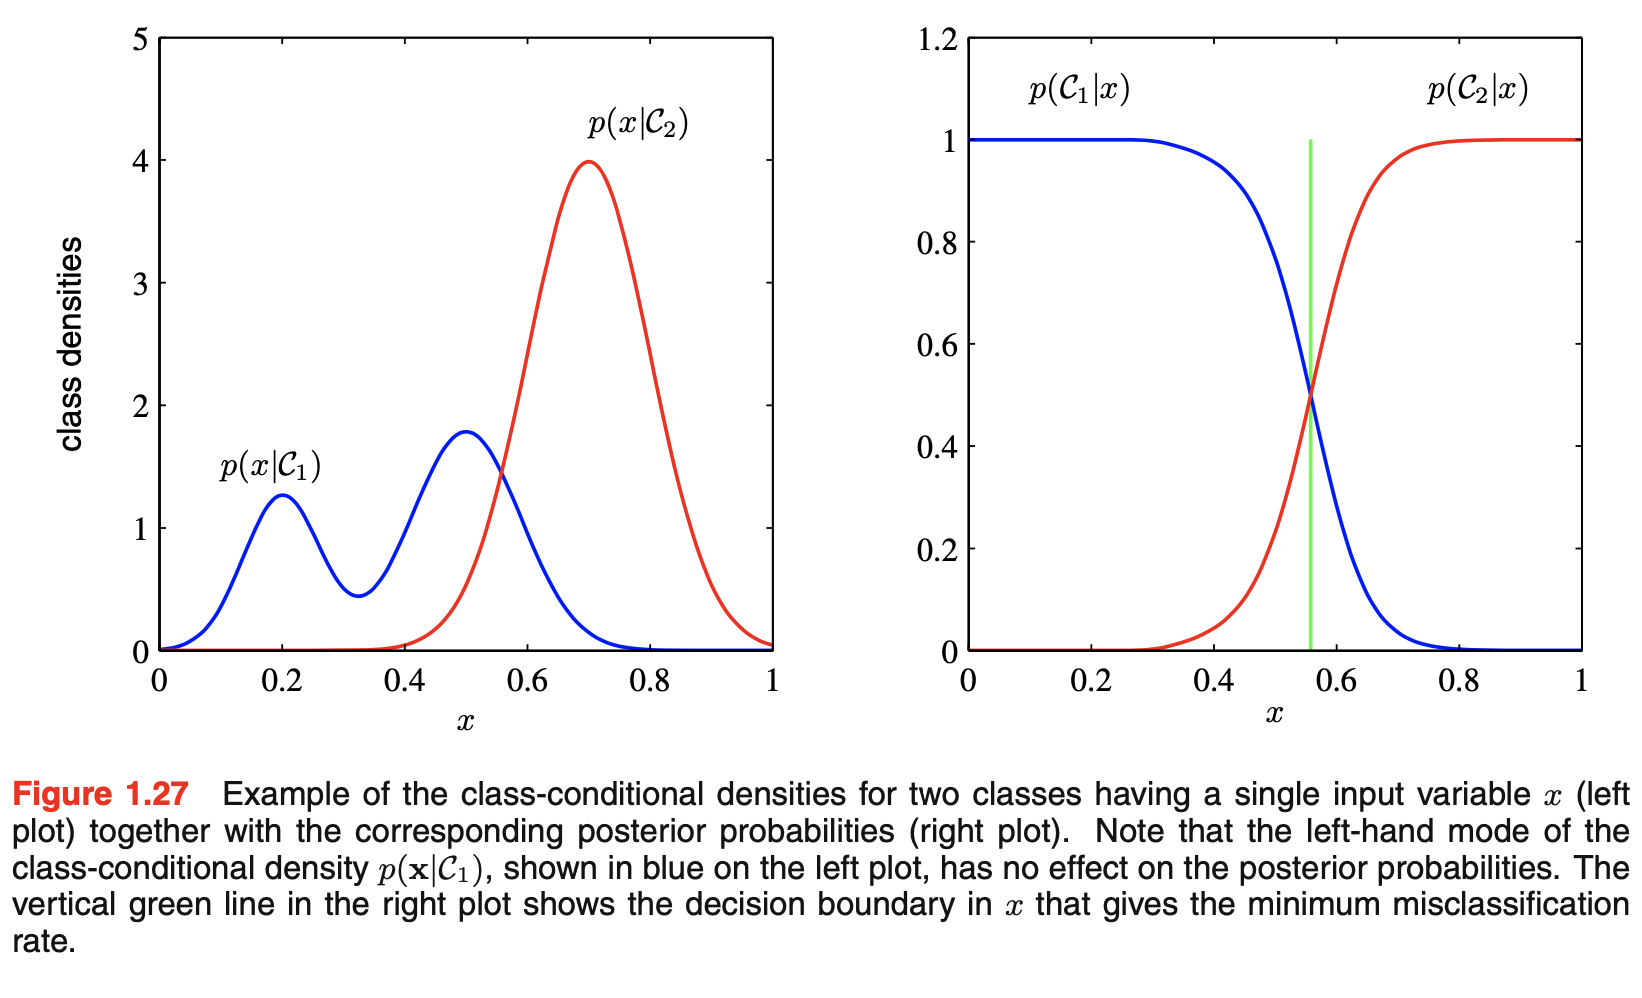 5
4
3
2
1
0
class densities
p(x|C₂)
p(x|C₁)
0 0.2 0.4 0.6 0.8 1
x
1.2
1
0.8
0.6
0.4
0.2
0
p(C₁|x) p(C₂|x)
0 0.2 0.4 0.6 0.8 1
x
Figure 1.27 Example of the class-conditional densities for two classes having a single input variable x (left
plot) together with the corresponding posterior probabilities (right plot). Note that the left-hand mode of the
class-conditional density p(x|C₁), shown in blue on the left plot, has no effect on the posterior probabilities. The
vertical green line in the right plot shows the decision boundary in x that gives the minimum misclassification
rate.